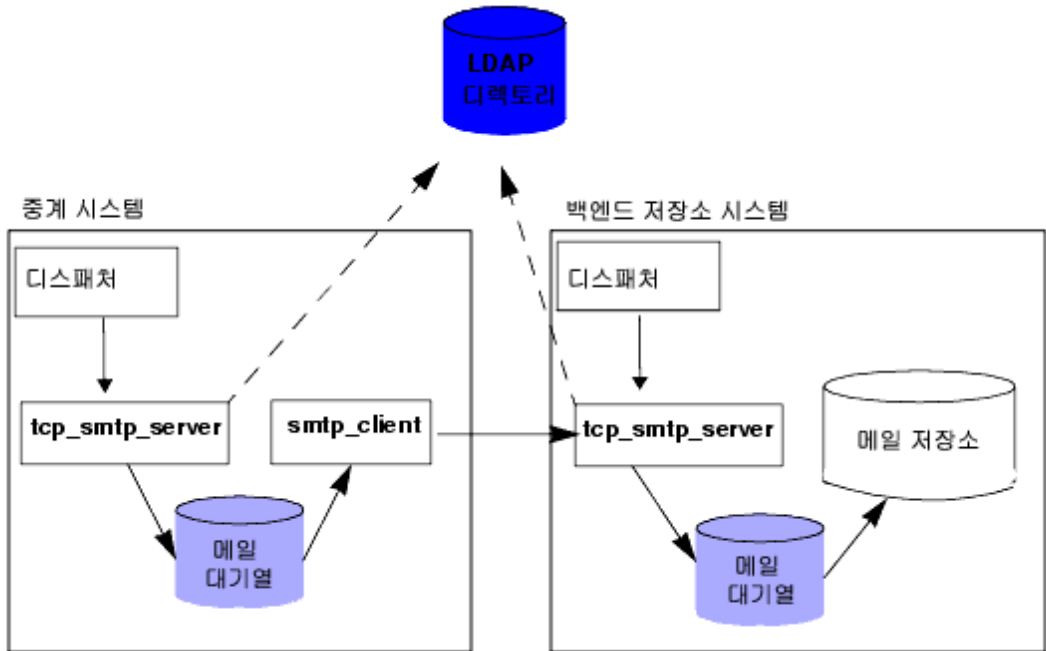 LDAP
디렉토리
중계 시스템
백엔드 저장소 시스템
디스패처
디스패처
tcp_smtp_server
smtp_client
tcp_smtp_server
메일 저장소
메일
대기열
메일
대기열